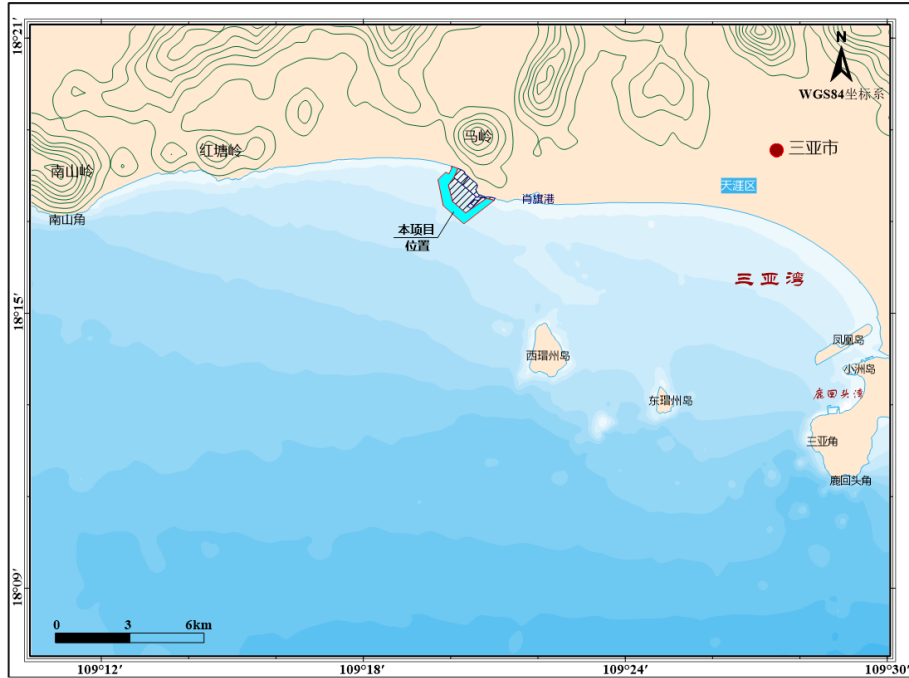 18°21′
N
WGS84坐标系
马岭
三亚市
红塘岭
南山岭
天涯区
肖旗港
南山角
本项目
位置
三亚湾
18°15′
凤凰岛
西瑁州岛
小洲岛
鹿回头湾
东瑁州岛
三亚角
鹿回头角
18°09′
0 3 6km
109°12′ 109°18′ 109°24′ 109°30′